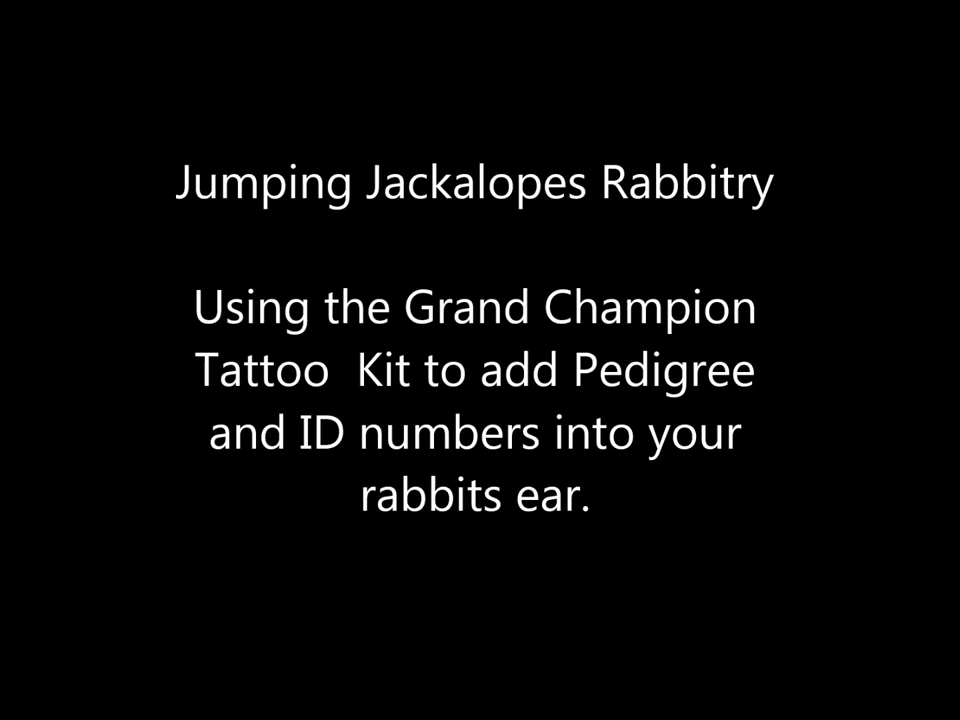 Jumping Jackalopes Rabbitry
Using the Grand Champion
Tattoo  Kit to add Pedigree
and ID numbers into your
rabbits ear.